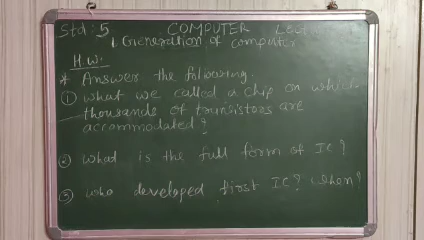 Std : 5 COMPUTER
1. Generation of computer
H.W.
* Answer the following.
① what we called a chip on which
thousands of transistors are
accommodated?
② what is the full form of IC?
③ who developed first IC? when?